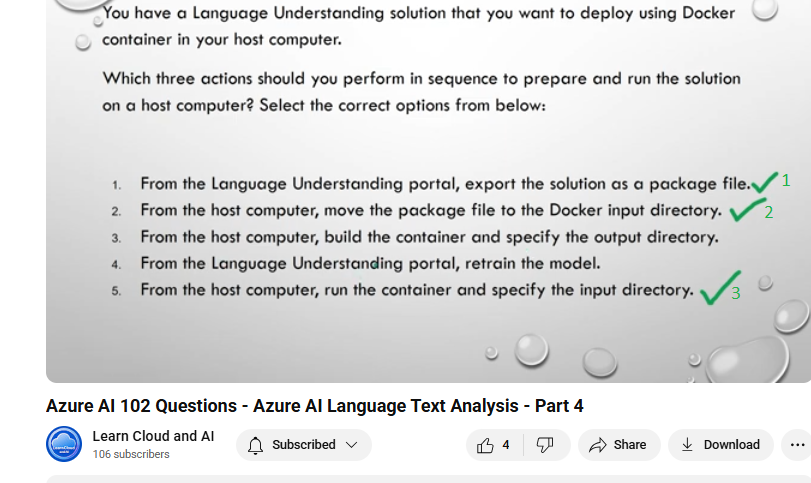 You have a Language Understanding solution that you want to deploy using Docker
container in your host computer.
Which three actions should you perform in sequence to prepare and run the solution
on a host computer? Select the correct options from below:
1. From the Language Understanding portal, export the solution as a package file. 1
2. From the host computer, move the package file to the Docker input directory. 2
3. From the host computer, build the container and specify the output directory.
4. From the Language Understanding portal, retrain the model.
5. From the host computer, run the container and specify the input directory. 3
Azure AI 102 Questions - Azure AI Language Text Analysis - Part 4
Learn Cloud and AI
106 subscribers
Subscribed
4
Share
Download